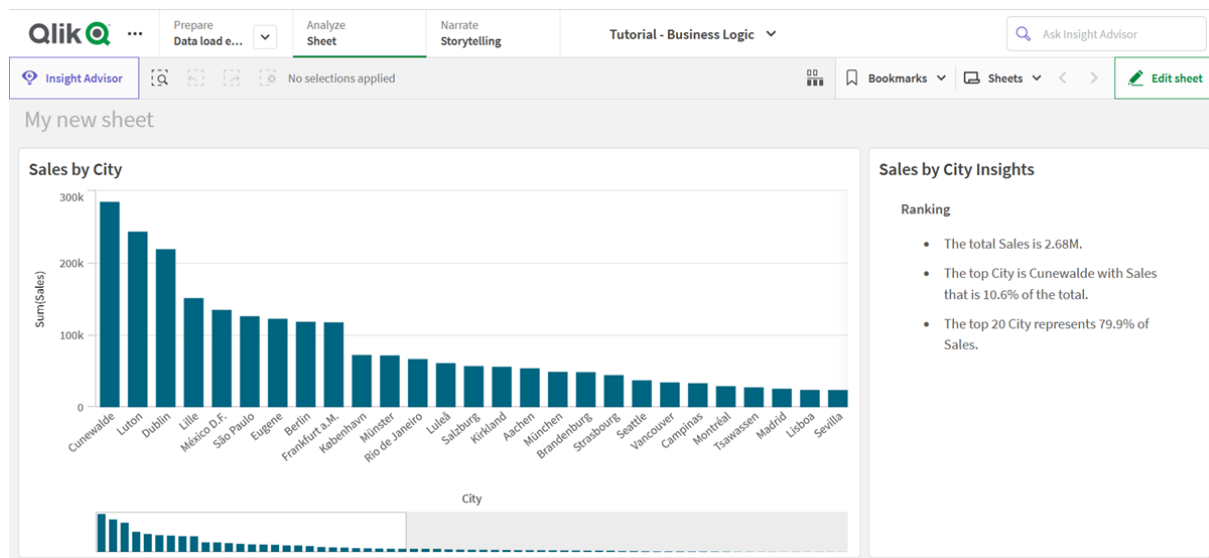 Qlik
Prepare
Data load e...
Analyze
Sheet
Narrate
Storytelling
Tutorial - Business Logic
Ask Insight Advisor
Insight Advisor
No selections applied
Bookmarks
Sheets
Edit sheet
My new sheet
Sales by City
300k
200k
100k
0
Sum(Sales)
Cunewalde
Luton
Dublin
Lille
México D.F.
São Paulo
Eugene
Berlin
Frankfurt a.M.
København
Münster
Rio de Janeiro
Luleå
Salzburg
Kirkland
Aachen
München
Brandenburg
Strasbourg
Seattle
Vancouver
Campinas
Montréal
Tsawassen
Madrid
Lisboa
Sevilla
City
Sales by City Insights
Ranking
• The total Sales is 2.68M.
• The top City is Cunewalde with Sales
that is 10.6% of the total.
• The top 20 City represents 79.9% of
Sales.